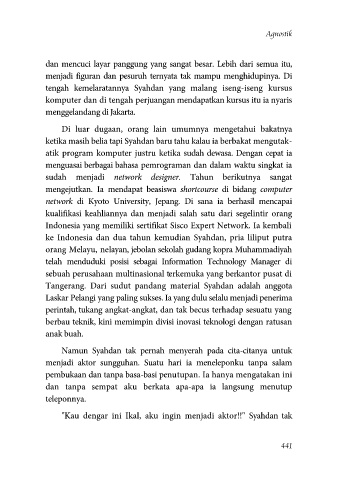 Agnostik
dan mencuci layar panggung yang sangat besar. Lebih dari semua itu,
menjadi figuran dan pesuruh ternyata tak mampu menghidupinya. Di
tengah kemelaratannya Syahdan yang malang iseng-iseng kursus
komputer dan di tengah perjuangan mendapatkan kursus itu ia nyaris
menggelandang di Jakarta.
Di luar dugaan, orang lain umumnya mengetahui bakatnya
ketika masih belia tapi Syahdan baru tahu kalau ia berbakat mengutak-
atik program komputer justru ketika sudah dewasa. Dengan cepat ia
menguasai berbagai bahasa pemrograman dan dalam waktu singkat ia
sudah menjadi network designer. Tahun berikutnya sangat
mengejutkan. Ia mendapat beasiswa shortcourse di bidang computer
network di Kyoto University, Jepang. Di sana ia berhasil mencapai
kualifikasi keahliannya dan menjadi salah satu dari segelintir orang
Indonesia yang memiliki sertifikat Sisco Expert Network. Ia kembali
ke Indonesia dan dua tahun kemudian Syahdan, pria liliput putra
orang Melayu, nelayan, jebolan sekolah gudang kopra Muhammadiyah
telah menduduki posisi sebagai Information Technology Manager di
sebuah perusahaan multinasional terkemuka yang berkantor pusat di
Tangerang. Dari sudut pandang material Syahdan adalah anggota
Laskar Pelangi yang paling sukses. Ia yang dulu selalu menjadi penerima
perintah, tukang angkat-angkat, dan tak becus terhadap sesuatu yang
berbau teknik, kini memimpin divisi inovasi teknologi dengan ratusan
anak buah.
Namun Syahdan tak pernah menyerah pada cita-citanya untuk
menjadi aktor sungguhan. Suatu hari ia meneleponku tanpa salam
pembukaan dan tanpa basa-basi penutupan. Ia hanya mengatakan ini
dan tanpa sempat aku berkata apa-apa ia langsung menutup
teleponnya.
"Kau dengar ini Ikal, aku ingin menjadi aktor!!" Syahdan tak
441